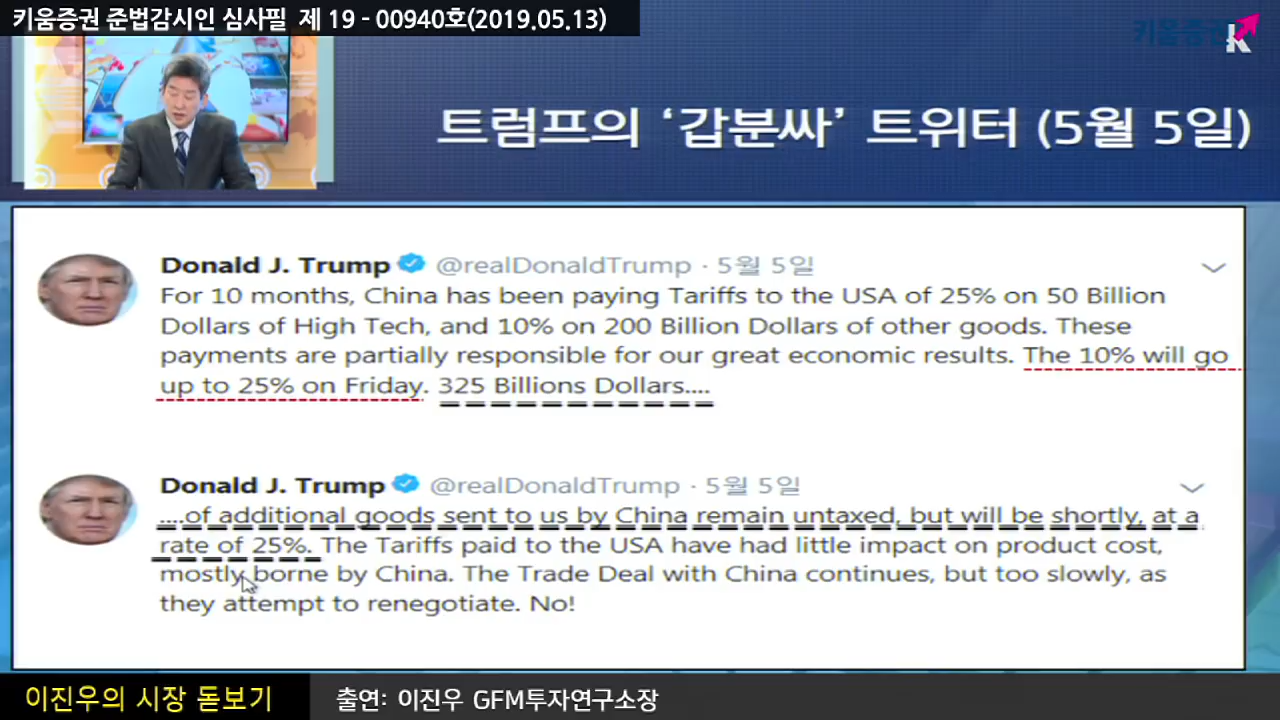 키움증권 준법감시인 심사필 제 19 - 00940호(2019.05.13)
키움증권
트럼프의 ‘갑분싸’ 트위터 (5월 5일)
Donald J. Trump @realDonaldTrump · 5월 5일
For 10 months, China has been paying Tariffs to the USA of 25% on 50 Billion
Dollars of High Tech, and 10% on 200 Billion Dollars of other goods. These
payments are partially responsible for our great economic results. The 10% will go
up to 25% on Friday. 325 Billions Dollars....
Donald J. Trump @realDonaldTrump · 5월 5일
....of additional goods sent to us by China remain untaxed, but will be shortly, at a
rate of 25%. The Tariffs paid to the USA have had little impact on product cost,
mostly borne by China. The Trade Deal with China continues, but too slowly, as
they attempt to renegotiate. No!
이진우의 시장 돋보기
출연: 이진우 GFM투자연구소장